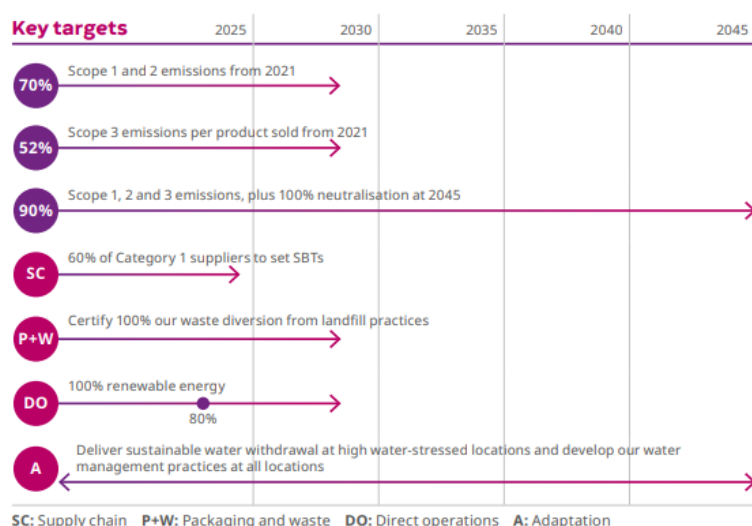 Key targets 2025 2030 2035 2040 2045
Scope 1 and 2 emissions from 2021
70%
Scope 3 emissions per product sold from 2021
52%
Scope 1, 2 and 3 emissions, plus 100% neutralisation at 2045
90%
60% of Category 1 suppliers to set SBTs
SC
Certify 100% our waste diversion from landfill practices
P+W
100% renewable energy
DO
80%
Deliver sustainable water withdrawal at high water-stressed locations and develop our water
management practices at all locations
A
SC: Supply chain P+W: Packaging and waste DO: Direct operations A: Adaptation